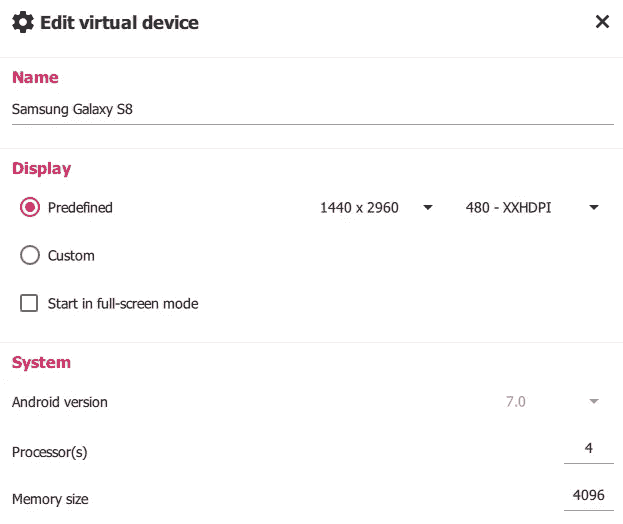 Edit virtual device
Name
Samsung Galaxy S8
Display
Predefined 1440 x 2960 480 - XXHDPI
Custom
Start in full-screen mode
System
Android version 7.0
Processor(s) 4
Memory size 4096